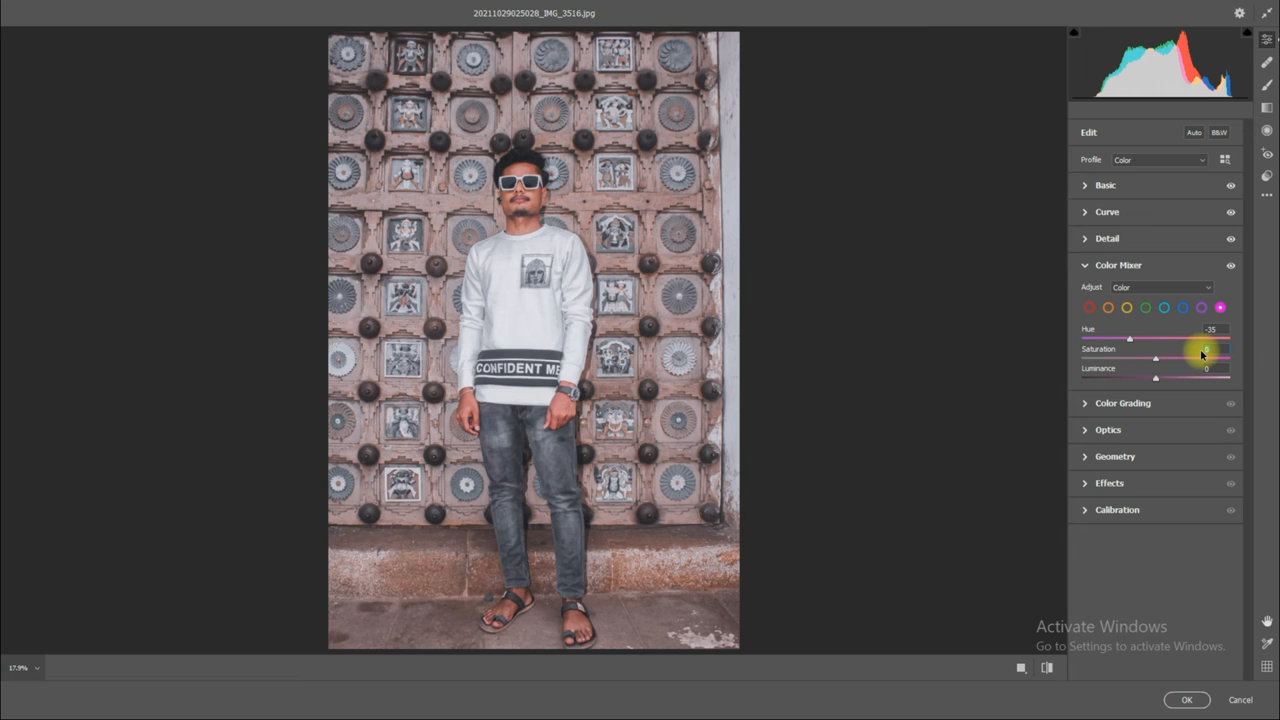 20211029025028_IMG_3516.jpg
Edit
Auto
B&W
Profile
Color
Basic
Curve
Detail
Color Mixer
Adjust
Color
Hue
-35
Saturation
0
Luminance
0
Color Grading
Optics
Geometry
Effects
Calibration
CONFIDENT ME
Activate Windows
Go to Settings to activate Windows.
17.9%
OK
Cancel